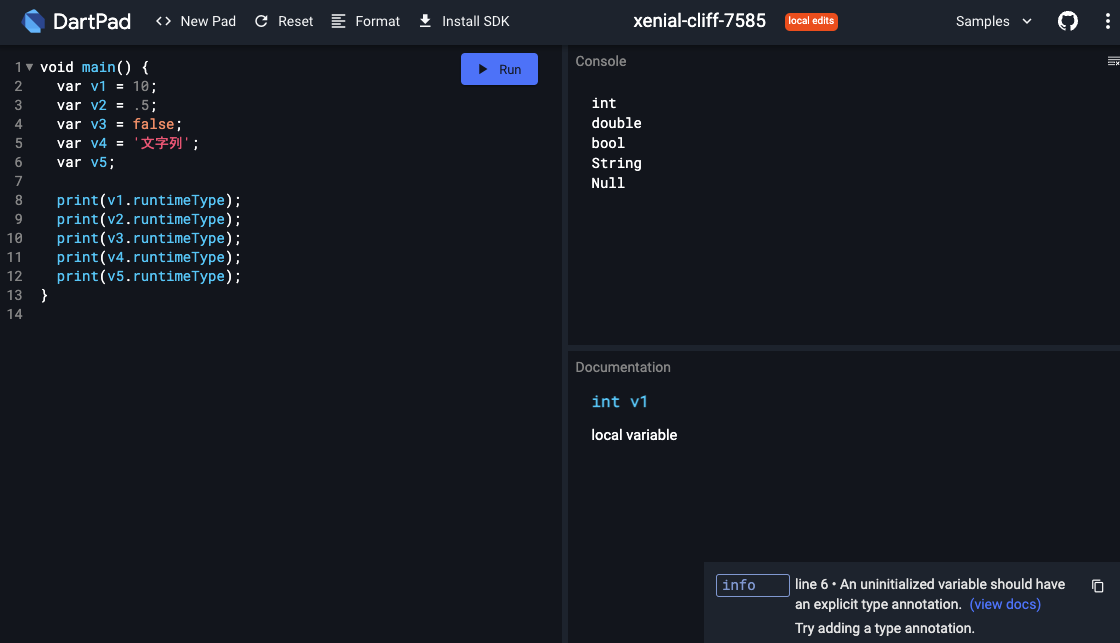 DartPad
<> New Pad
Reset
Format
Install SDK
xenial-cliff-7585
local edits
Samples
1 void main() {
2   var v1 = 10;
3   var v2 = .5;
4   var v3 = false;
5   var v4 = '文字列';
6   var v5;
7
8   print(v1.runtimeType);
9   print(v2.runtimeType);
10   print(v3.runtimeType);
11   print(v4.runtimeType);
12   print(v5.runtimeType);
13 }
14
Run
Console
int
double
bool
String
Null
Documentation
int v1
local variable
info
line 6 • An uninitialized variable should have
an explicit type annotation. (view docs)
Try adding a type annotation.